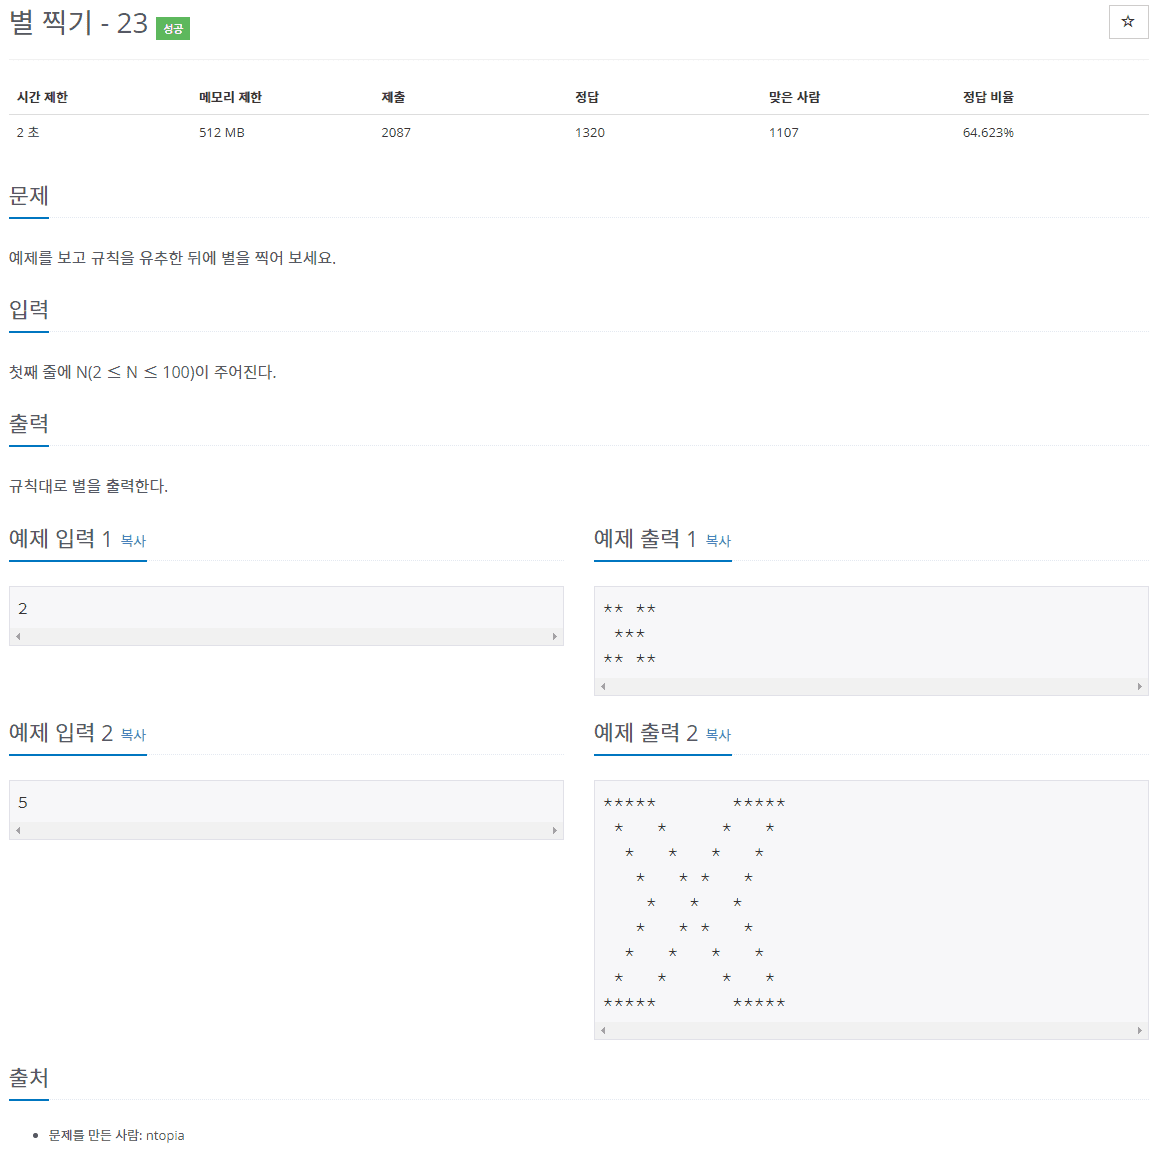 별 찍기 - 23 성공
☆
시간 제한 메모리 제한 제출 정답 맞은 사람 정답 비율
2 초 512 MB 2087 1320 1107 64.623%
문제
예제를 보고 규칙을 유추한 뒤에 별을 찍어 보세요.
입력
첫째 줄에 N(2 ≤ N ≤ 100)이 주어진다.
출력
규칙대로 별을 출력한다.
예제 입력 1 복사
2
예제 출력 1 복사
** **
 ***
** **
예제 입력 2 복사
5
예제 출력 2 복사
*****       *****
 *   *     *   *
  *   *   *   *
   *   * *   *
    *   *   *
   *   * *   *
  *   *   *   *
 *   *     *   *
*****       *****
출처
• 문제를 만든 사람: ntopia